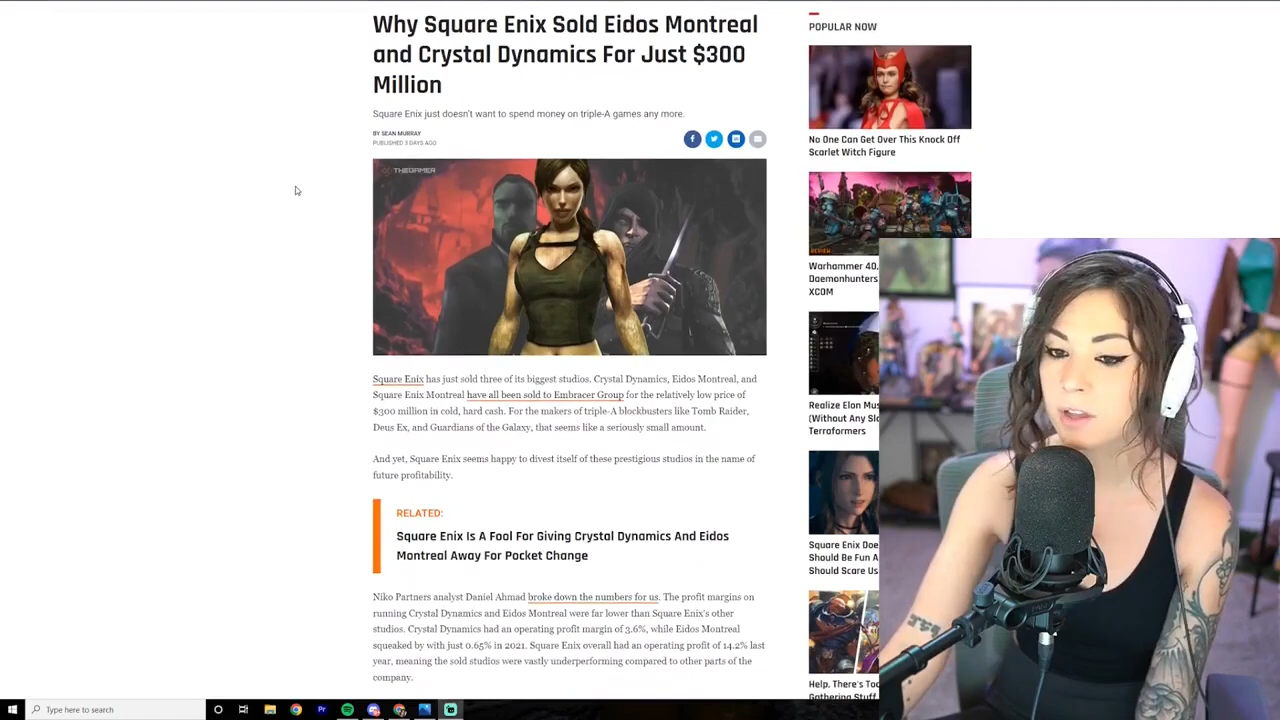 Why Square Enix Sold Eidos Montreal
and Crystal Dynamics For Just $300
Million
Square Enix just doesn't want to spend money on triple-A games any more.
BY SEAN MURRAY
PUBLISHED 3 DAYS AGO
THEGAMER
Square Enix has just sold three of its biggest studios. Crystal Dynamics, Eidos Montreal, and
Square Enix Montreal have all been sold to Embracer Group for the relatively low price of
$300 million in cold, hard cash. For the makers of triple-A blockbusters like Tomb Raider,
Deus Ex, and Guardians of the Galaxy, that seems like a seriously small amount.
And yet, Square Enix seems happy to divest itself of these prestigious studios in the name of
future profitability.
RELATED:
Square Enix Is A Fool For Giving Crystal Dynamics And Eidos
Montreal Away For Pocket Change
Niko Partners analyst Daniel Ahmad broke down the numbers for us. The profit margins on
running Crystal Dynamics and Eidos Montreal were far lower than Square Enix's other
studios. Crystal Dynamics had an operating profit margin of 3.6%, while Eidos Montreal
squeaked by with just 0.65% in 2021. Square Enix overall had an operating profit of 14.2% last
year, meaning the sold studios were vastly underperforming compared to other parts of the
company.
POPULAR NOW
No One Can Get Over This Knock Off
Scarlet Witch Figure
REVIEW
Warhammer 40,
Daemonhunters
XCOM
Realize Elon Mus
(Without Any Slo
Terraformers
Square Enix Doe
Should Be Fun A
Should Scare Us
Help, There's Too
Gathering Stuff
Type here to search